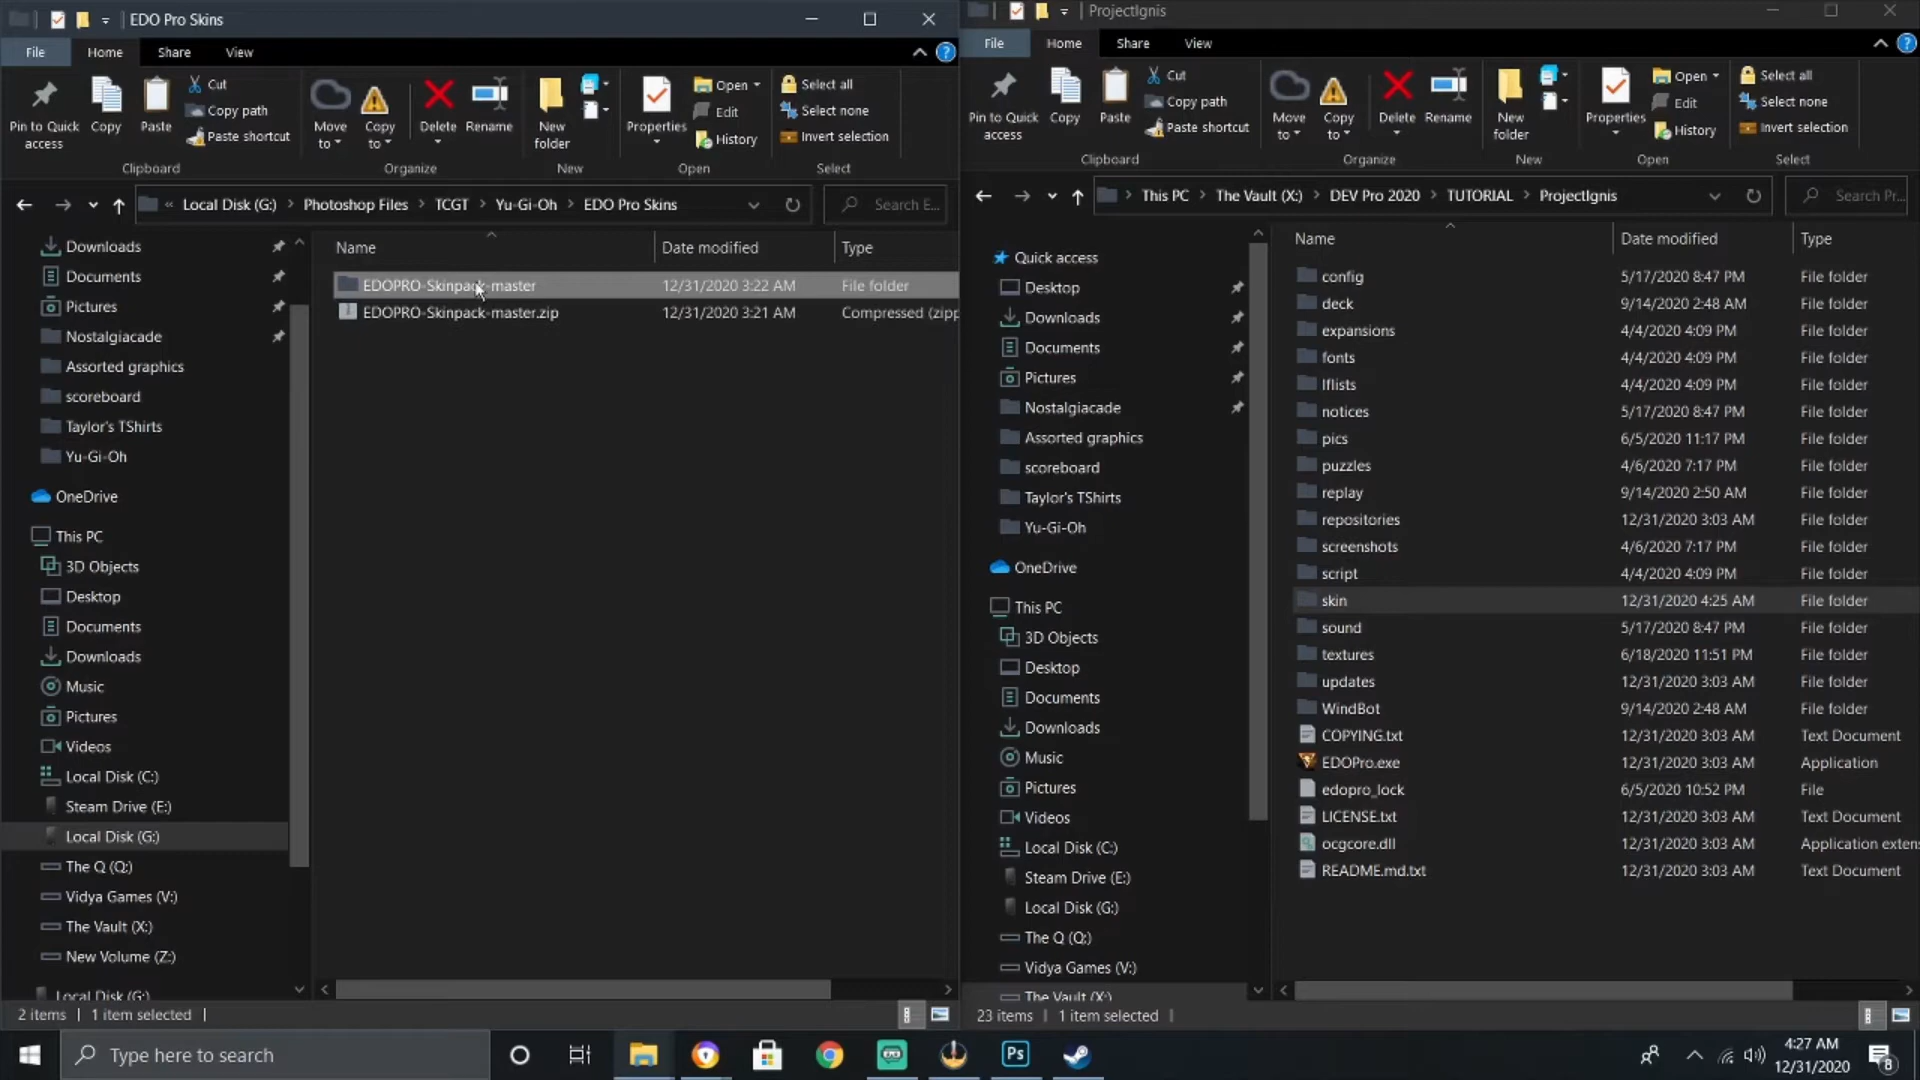 EDO Pro Skins
File Home Share View
Pin to Quick access
Copy
Paste
Cut
Copy path
Paste shortcut
Clipboard
Move to
Copy to
Delete
Rename
Organize
New folder
New
Properties
Open
Edit
History
Open
Select all
Select none
Invert selection
Select
« Local Disk (G:) > Photoshop Files > TCGT > Yu-Gi-Oh > EDO Pro Skins
Search E...
Downloads
Documents
Pictures
Nostalgiacade
Assorted graphics
scoreboard
Taylor's TShirts
Yu-Gi-Oh
OneDrive
This PC
3D Objects
Desktop
Documents
Downloads
Music
Pictures
Videos
Local Disk (C:)
Steam Drive (E:)
Local Disk (G:)
The Q (Q:)
Vidya Games (V:)
The Vault (X:)
New Volume (Z:)
Local Disk (G:)
Name Date modified Type
EDOPRO-Skinpack-master 12/31/2020 3:22 AM File folder
EDOPRO-Skinpack-master.zip 12/31/2020 3:21 AM Compressed (zipp
2 items | 1 item selected |
ProjectIgnis
File Home Share View
Pin to Quick access
Copy
Paste
Cut
Copy path
Paste shortcut
Clipboard
Move to
Copy to
Delete
Rename
Organize
New folder
New
Properties
Open
Edit
History
Open
Select all
Select none
Invert selection
Select
> This PC > The Vault (X:) > DEV Pro 2020 > TUTORIAL > ProjectIgnis
Search Pr...
Quick access
Desktop
Downloads
Documents
Pictures
Nostalgiacade
Assorted graphics
scoreboard
Taylor's TShirts
Yu-Gi-Oh
OneDrive
This PC
3D Objects
Desktop
Documents
Downloads
Music
Pictures
Videos
Local Disk (C:)
Steam Drive (E:)
Local Disk (G:)
The Q (Q:)
Vidya Games (V:)
The Vault (X:)
Name Date modified Type
config 5/17/2020 8:47 PM File folder
deck 9/14/2020 2:48 AM File folder
expansions 4/4/2020 4:09 PM File folder
fonts 4/4/2020 4:09 PM File folder
lflists 4/4/2020 4:09 PM File folder
notices 5/17/2020 8:47 PM File folder
pics 6/5/2020 11:17 PM File folder
puzzles 4/6/2020 7:17 PM File folder
replay 9/14/2020 2:50 AM File folder
repositories 12/31/2020 3:03 AM File folder
screenshots 4/6/2020 7:17 PM File folder
script 4/4/2020 4:09 PM File folder
skin 12/31/2020 4:25 AM File folder
sound 5/17/2020 8:47 PM File folder
textures 6/18/2020 11:51 PM File folder
updates 12/31/2020 3:03 AM File folder
WindBot 9/14/2020 2:48 AM File folder
COPYING.txt 12/31/2020 3:03 AM Text Document
EDOPro.exe 12/31/2020 3:03 AM Application
edopro_lock 6/5/2020 10:52 PM File
LICENSE.txt 12/31/2020 3:03 AM Text Document
ocgcore.dll 12/31/2020 3:03 AM Application exten
README.md.txt 12/31/2020 3:03 AM Text Document
23 items | 1 item selected |
Type here to search
Ps
4:27 AM
12/31/2020
8